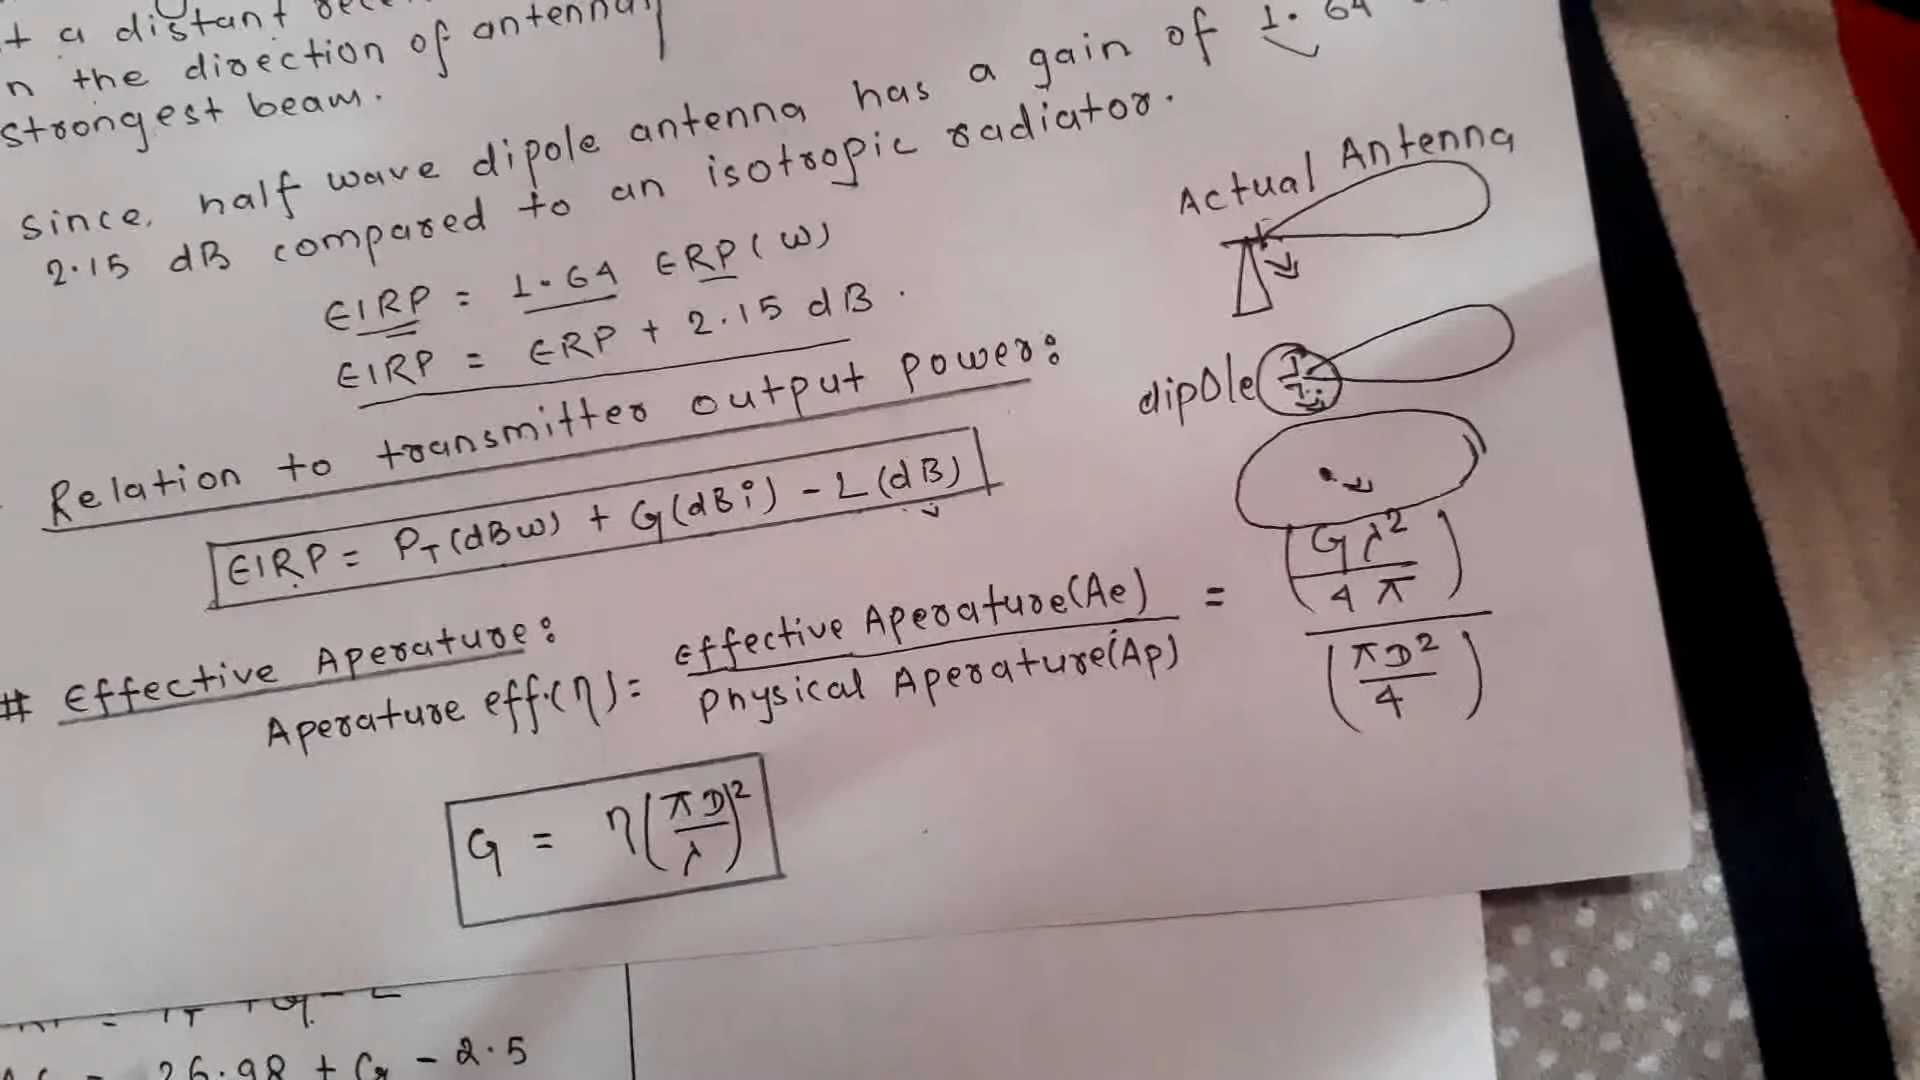 t a distant
n the direction of antenna
strongest beam.
since, half wave dipole antenna has a gain of 1.64
2.15 dB compared to an isotropic radiator.
EIRP = 1.64 ERP (W)
EIRP = ERP + 2.15 dB.
Actual Antenna
dipole
Relation to transmitter output power:
EIRP = PT (dBw) + G (dBi) - L (dB)
# Effective Aperature:
Aperature eff.(η) = Effective Aperature(Ae) / Physical Aperature(Ap) = (Gλ² / 4π) / (πD² / 4)
G = η(πD / λ)²
26.98 + G - 2.5